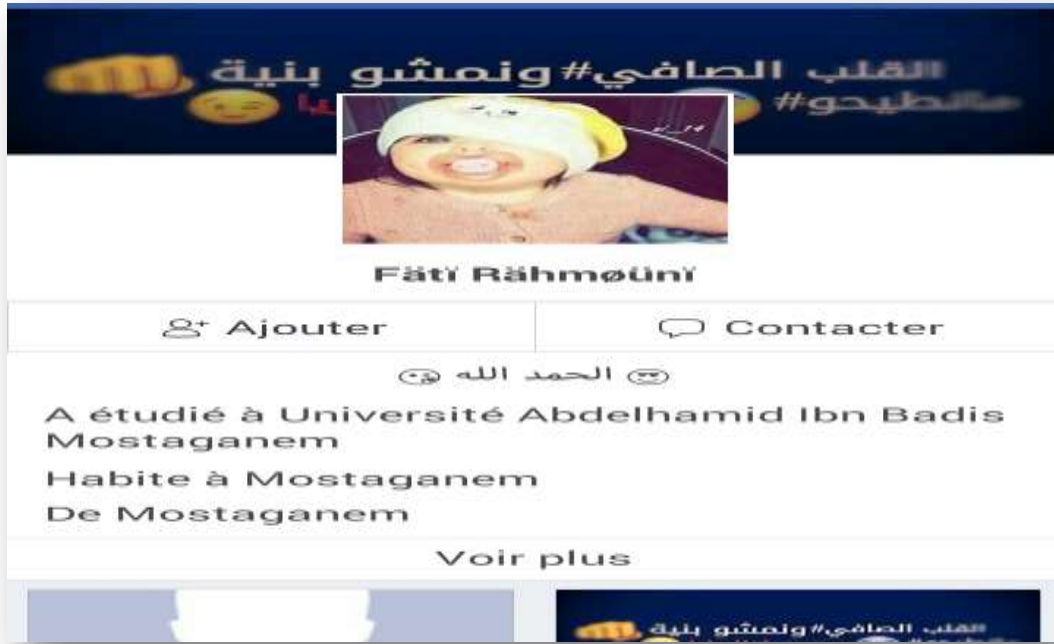 القلب الصافي#ونمشو بنية
ماتطيحو#
Fätï Rähmøünï
Ajouter
Contacter
الحمد الله
A étudié à Université Abdelhamid Ibn Badis
Mostaganem
Habite à Mostaganem
De Mostaganem
Voir plus
القلب الصافي#ونمشو بنية